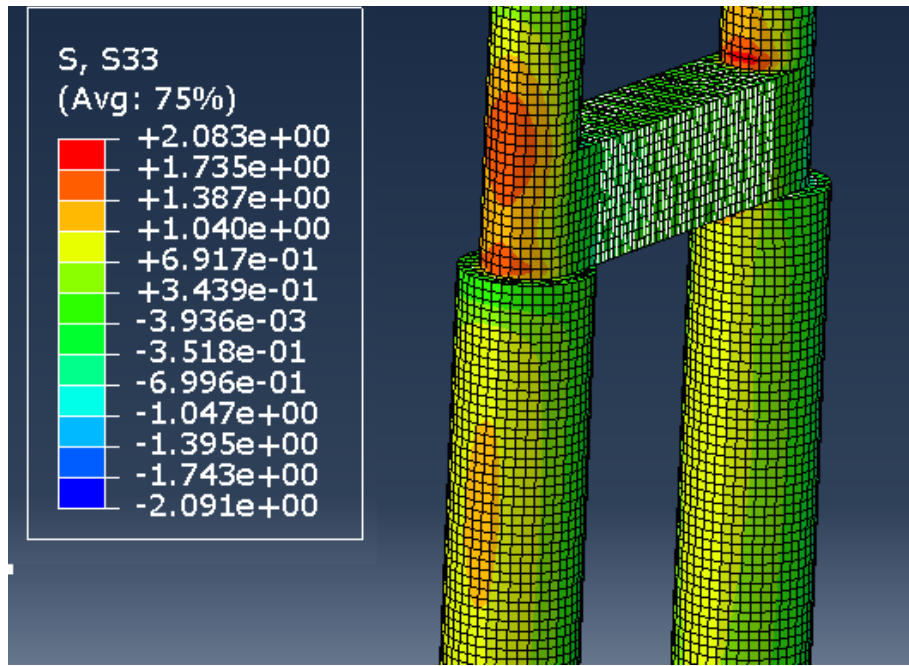 S, S33
(Avg: 75%)
+2.083e+00
+1.735e+00
+1.387e+00
+1.040e+00
+6.917e-01
+3.439e-01
-3.936e-03
-3.518e-01
-6.996e-01
-1.047e+00
-1.395e+00
-1.743e+00
-2.091e+00